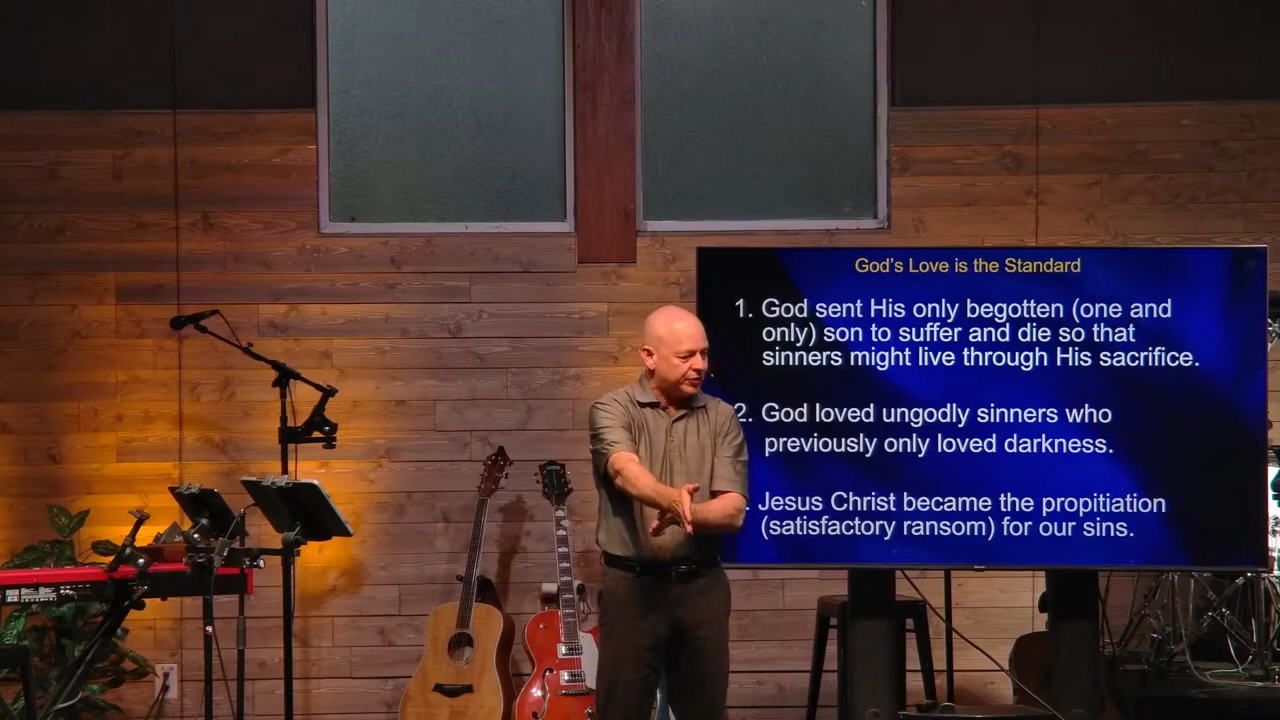 God's Love is the Standard
1. God sent His only begotten (one and
only) son to suffer and die so that
sinners might live through His sacrifice.
2. God loved ungodly sinners who
previously only loved darkness.
. Jesus Christ became the propitiation
(satisfactory ransom) for our sins.